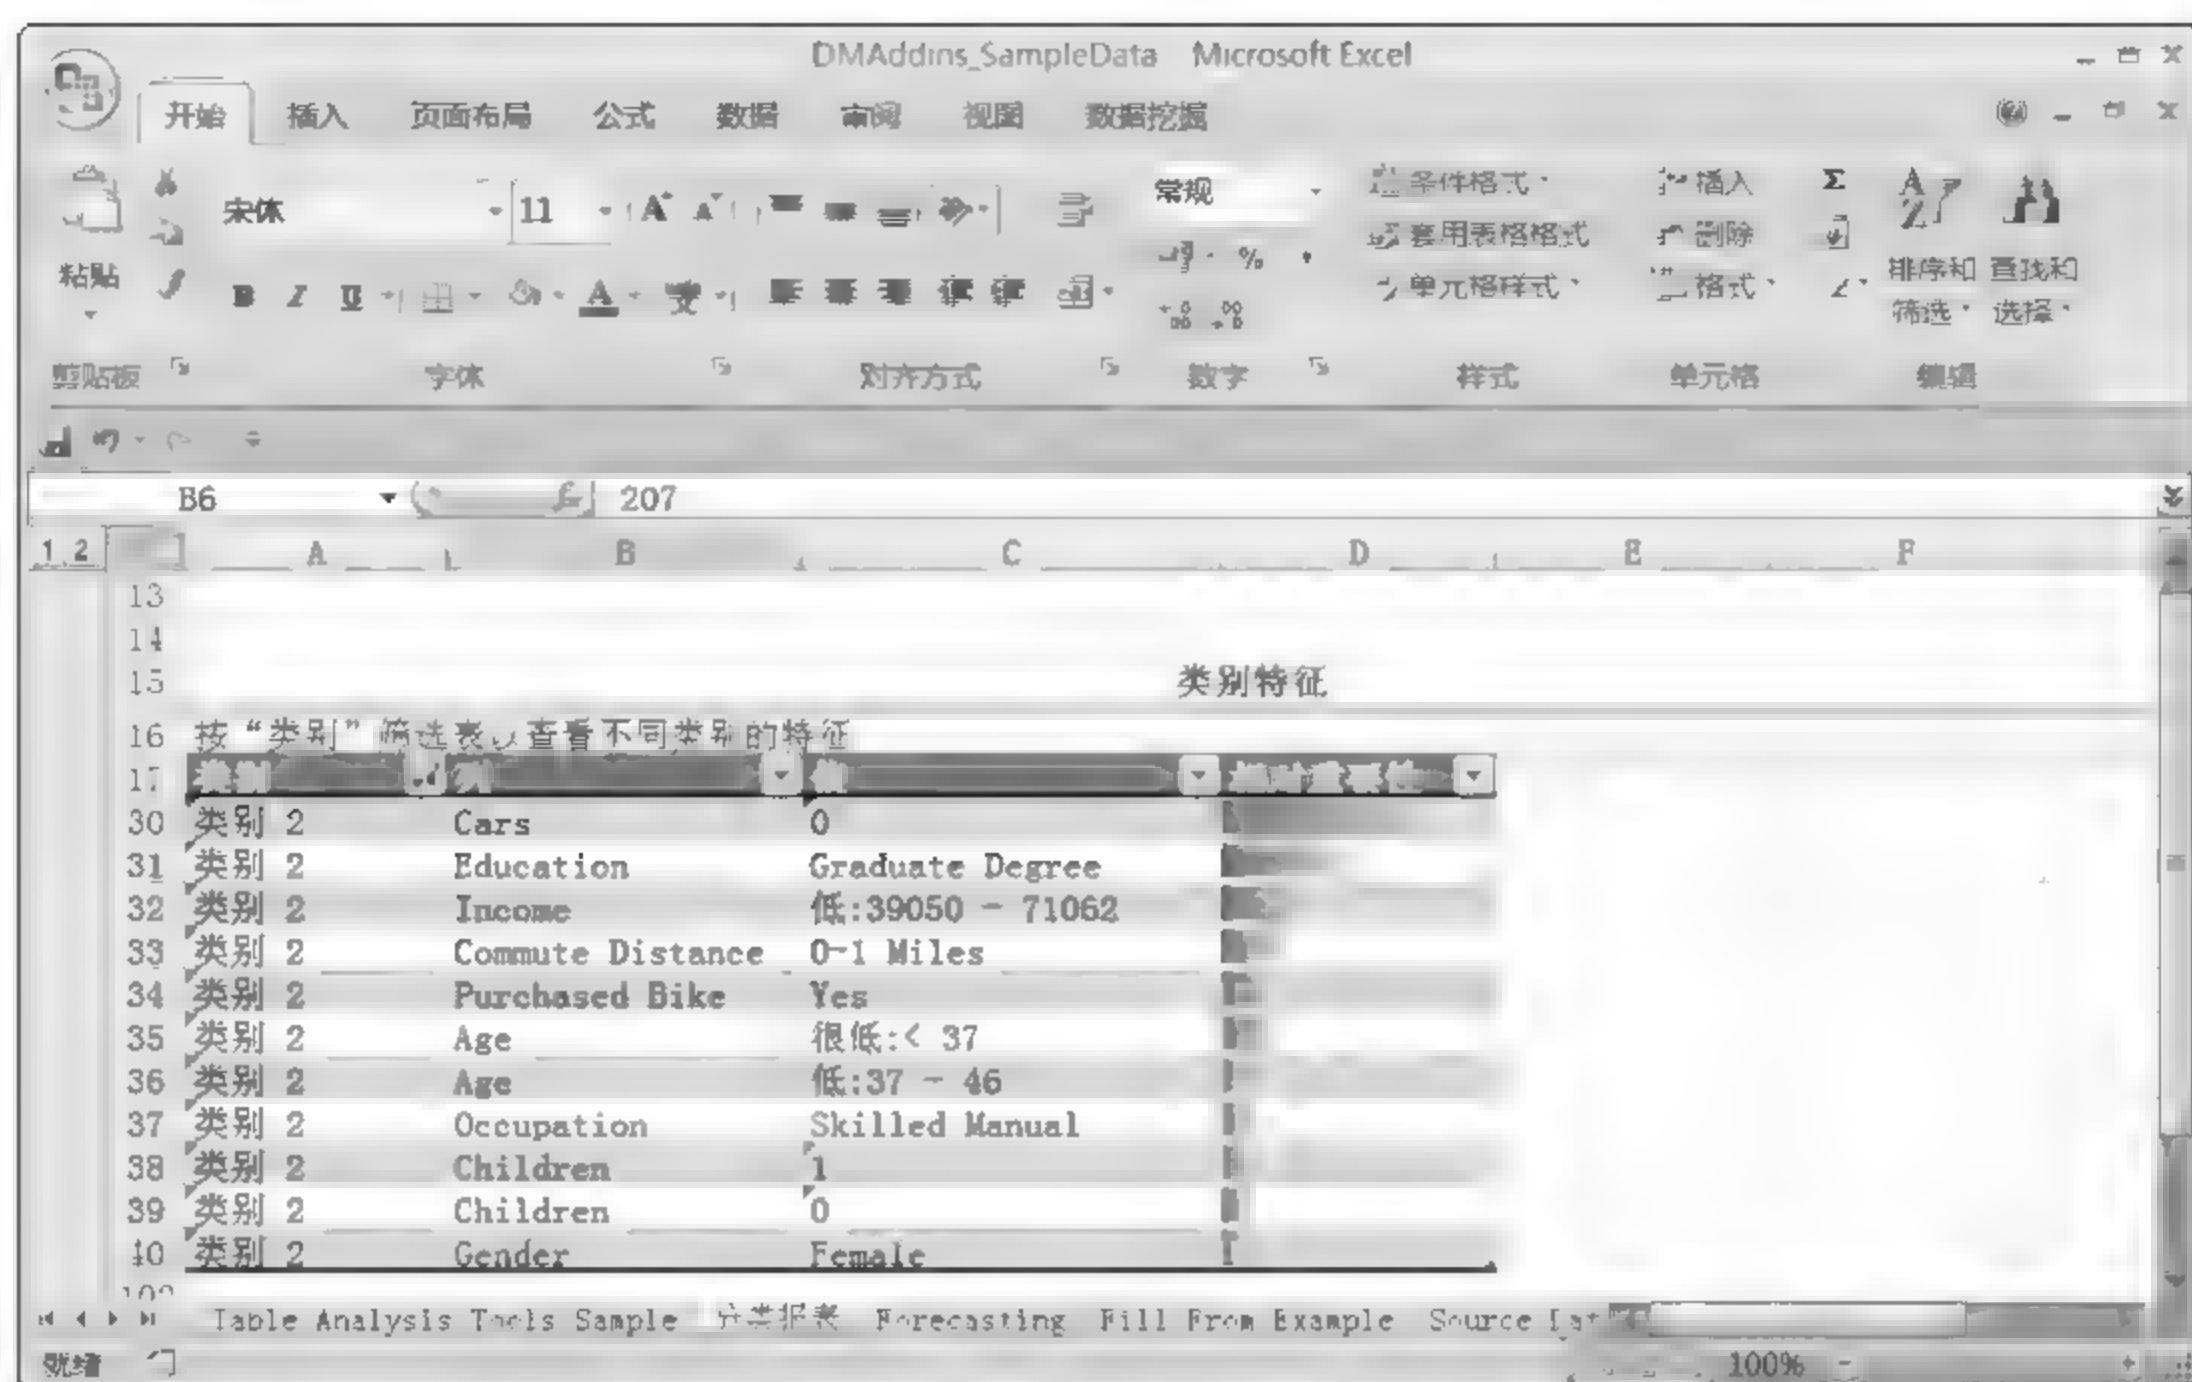 DMAddins_SampleData Microsoft Excel
开始 插入 页面布局 公式 数据 审阅 视图 数据挖掘
宋体 11 常规 条件格式 插入 Σ
% 套用表格格式 删除
粘贴 B I U A 变 单元格样式 格式 排序和 查找和
筛选 选择
剪贴板 字体 对齐方式 数字 样式 单元格 编辑
B6 207
1 2 A B C D E F
13
14
15 类别特征
16 按“类别”筛选表以查看不同类别的特征
17 类别 列 值
30 类别 2 Cars 0
31 类别 2 Education Graduate Degree
32 类别 2 Income 低:39050 - 71062
33 类别 2 Commute Distance 0-1 Miles
34 类别 2 Purchased Bike Yes
35 类别 2 Age 很低:< 37
36 类别 2 Age 低:37 - 46
37 类别 2 Occupation Skilled Manual
38 类别 2 Children 1
39 类别 2 Children 0
40 类别 2 Gender Female
Table Analysis Tools Sample 分类报表 Forecasting Fill From Example Source Dat
就绪 100%